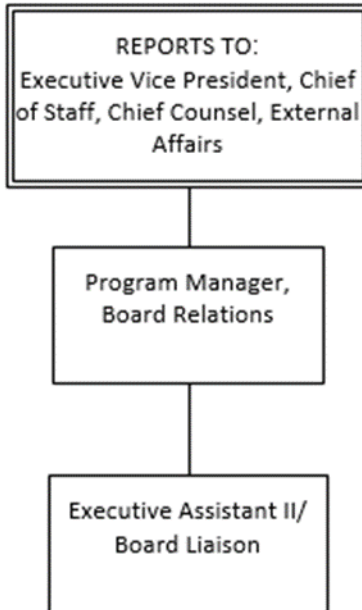 REPORTS TO:
Executive Vice President, Chief
of Staff, Chief Counsel, External
Affairs
Program Manager,
Board Relations
Executive Assistant II/
Board Liaison